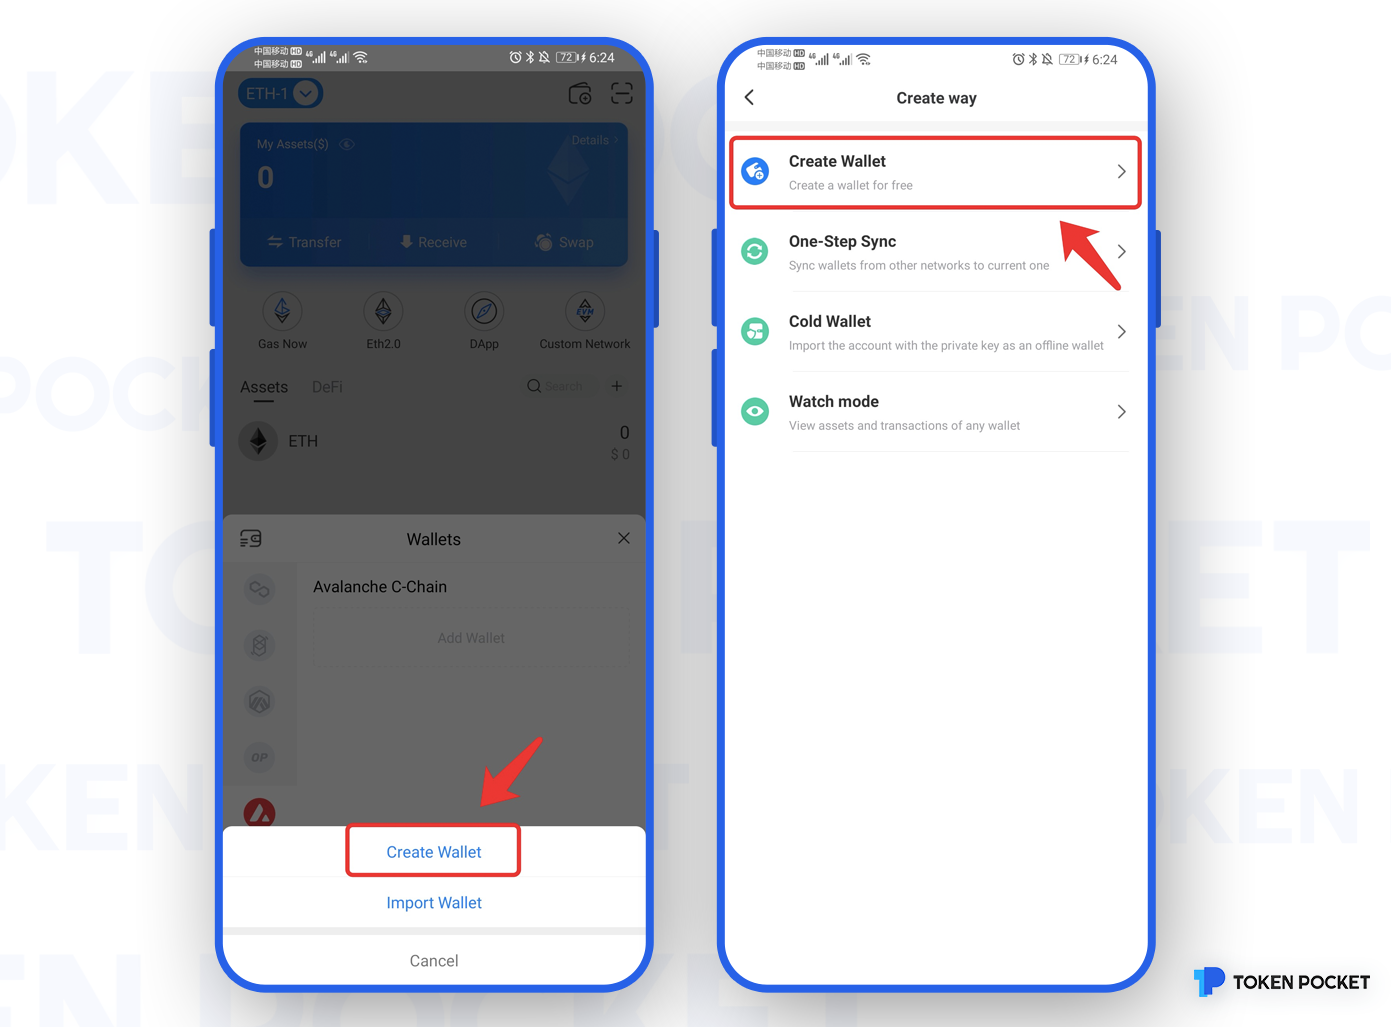 中国移动 HD 4G 4G
中国移动 HD
72 6:24
ETH-1
My Assets($)
Details
0
Transfer
Receive
Swap
EVM
Gas Now
Eth2.0
DApp
Custom Network
Assets
DeFi
Search
ETH
0
$ 0
Wallets
Avalanche C-Chain
Add Wallet
OP
Create Wallet
Import Wallet
Cancel
中国移动 HD 4G 4G
中国移动 HD
72 6:24
Create way
Create Wallet
Create a wallet for free
One-Step Sync
Sync wallets from other networks to current one
Cold Wallet
Import the account with the private key as an offline wallet
Watch mode
View assets and transactions of any wallet
TOKEN POCKET